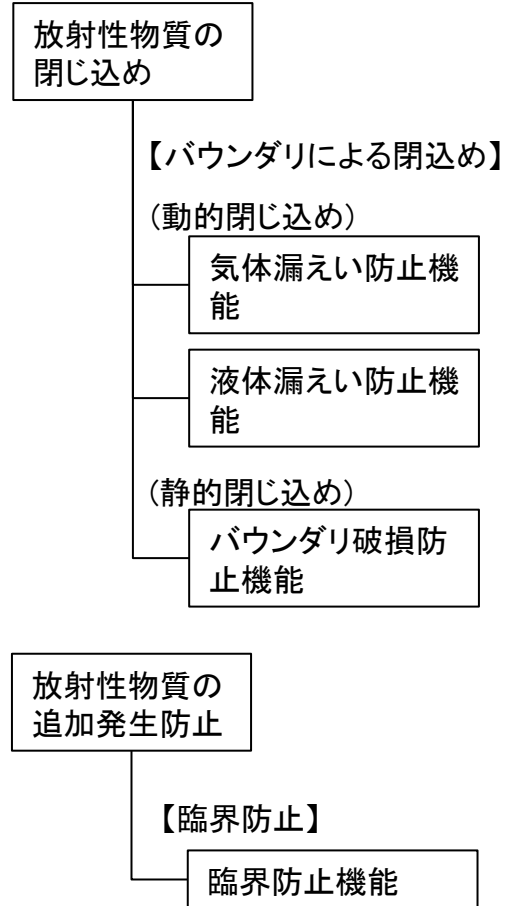 放射性物質の
閉じ込め
【バウンダリによる閉込め】
(動的閉じ込め)
気体漏えい防止機
能
液体漏えい防止機
能
(静的閉じ込め)
バウンダリ破損防
止機能
放射性物質の
追加発生防止
【臨界防止】
臨界防止機能